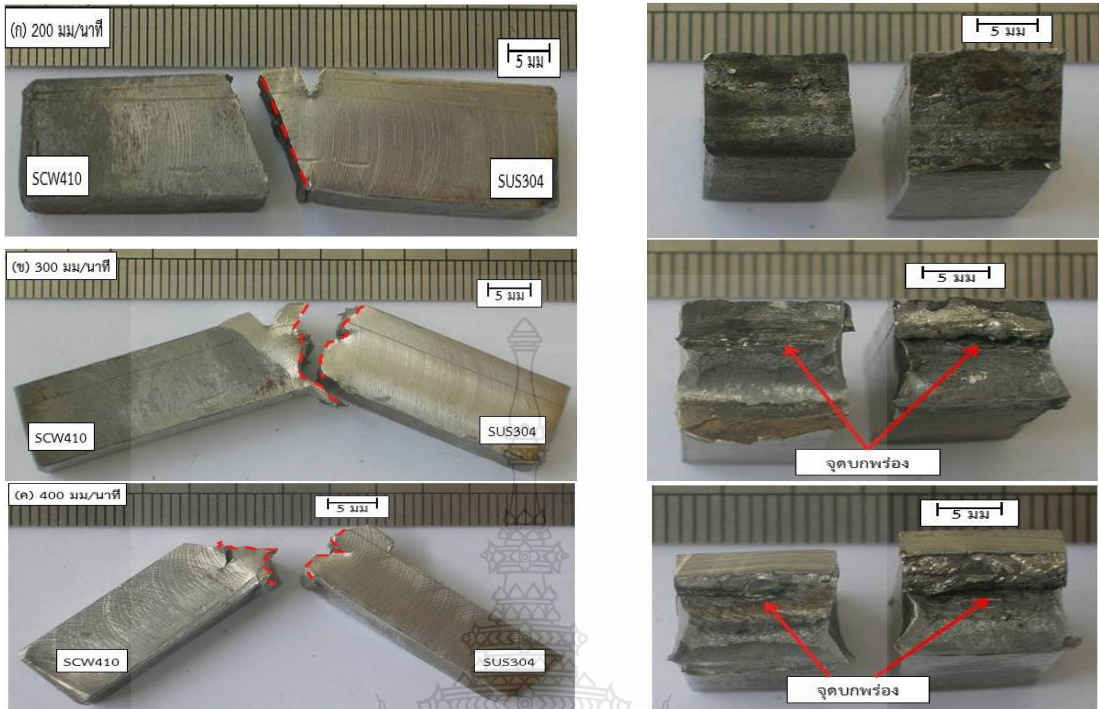 (ก) 200 มม/นาที
5 มม
5 มม
SCW410
SUS304
(ข) 300 มม/นาที
5 มม
5 มม
SCW410
SUS304
จุดบกพร่อง
(ค) 400 มม/นาที
5 มม
5 มม
SCW410
SUS304
จุดบกพร่อง